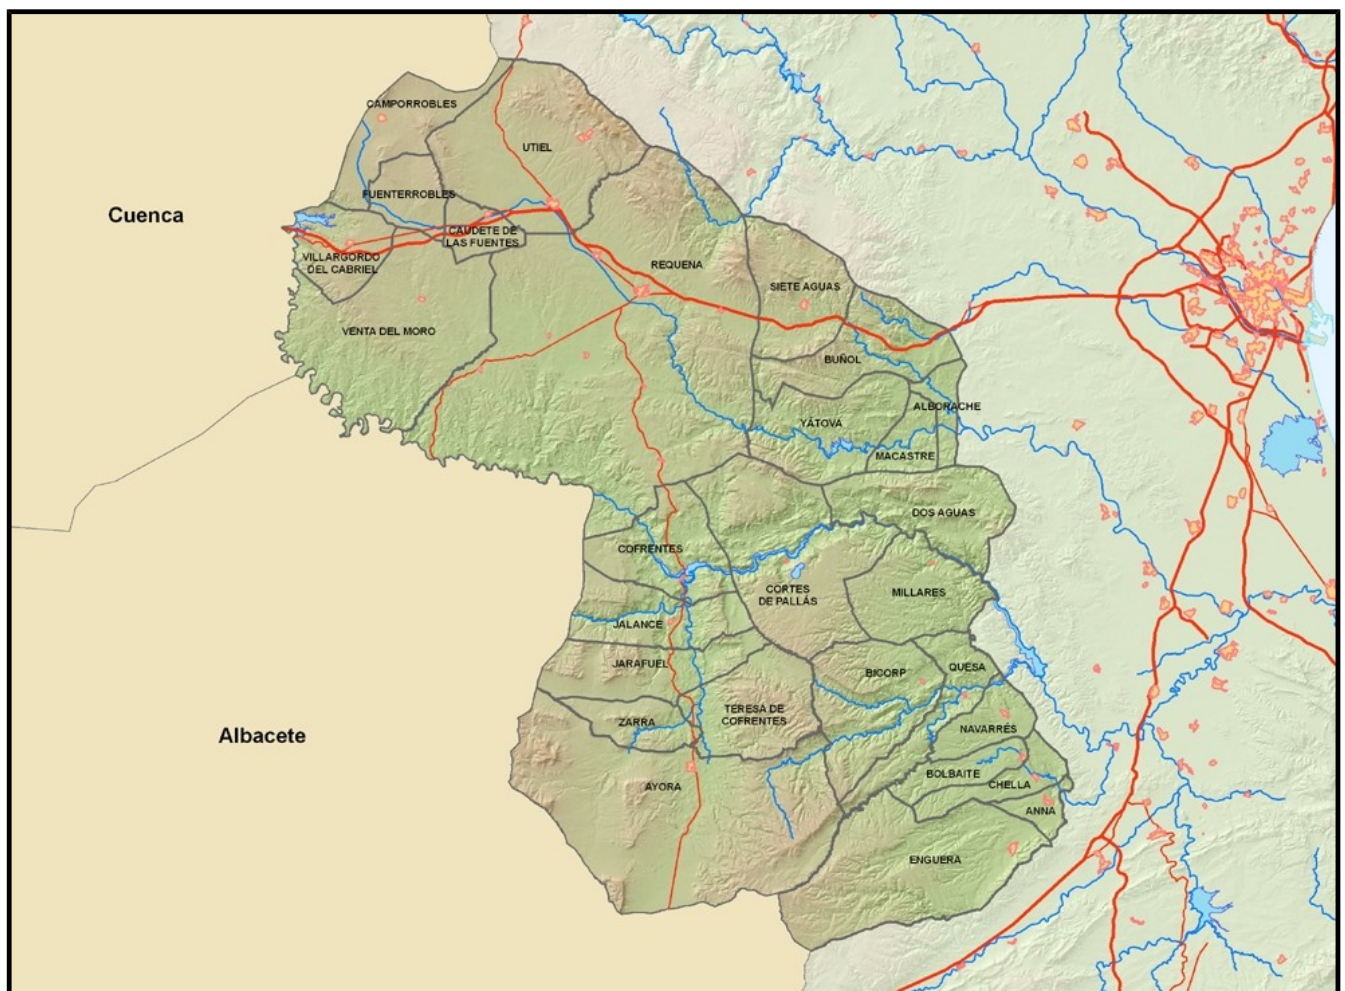 CAMPORROBLES
UTIEL
FUENTERROBLES
Cuenca
CAUDETE DE
LAS FUENTES
VILLARGORDO
DEL CABRIEL
REQUENA
SIETE AGUAS
VENTA DEL MORO
BUÑOL
ALBORACHE
YÁTOVA
MACASTRE
DOS AGUAS
COFRENTES
CORTES
DE PALLÁS
MILLARES
JALANCE
JARAFUEL
BICORP
QUESA
TERESA DE
COFRENTES
ZARRA
NAVARRÉS
Albacete
BOLBAITE
CHELLA
AYORA
ANNA
ENGUERA